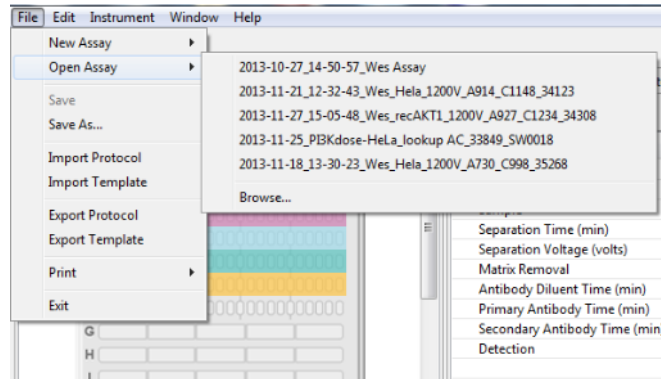 File Edit Instrument Window Help
New Assay
Open Assay
Save
Save As...
Import Protocol
Import Template
Export Protocol
Export Template
Print
Exit
2013-10-27_14-50-57_Wes Assay
2013-11-21_12-32-43_Wes_Hela_1200V_A914_C1148_34123
2013-11-27_15-05-48_Wes_recAKT1_1200V_A927_C1234_34308
2013-11-25_PI3Kdose-HeLa_lookup AC_33849_SW0018
2013-11-18_13-30-23_Wes_Hela_1200V_A730_C998_35268
Browse...
G
H
Separation Time (min)
Separation Voltage (volts)
Matrix Removal
Antibody Diluent Time (min)
Primary Antibody Time (min)
Secondary Antibody Time (min
Detection